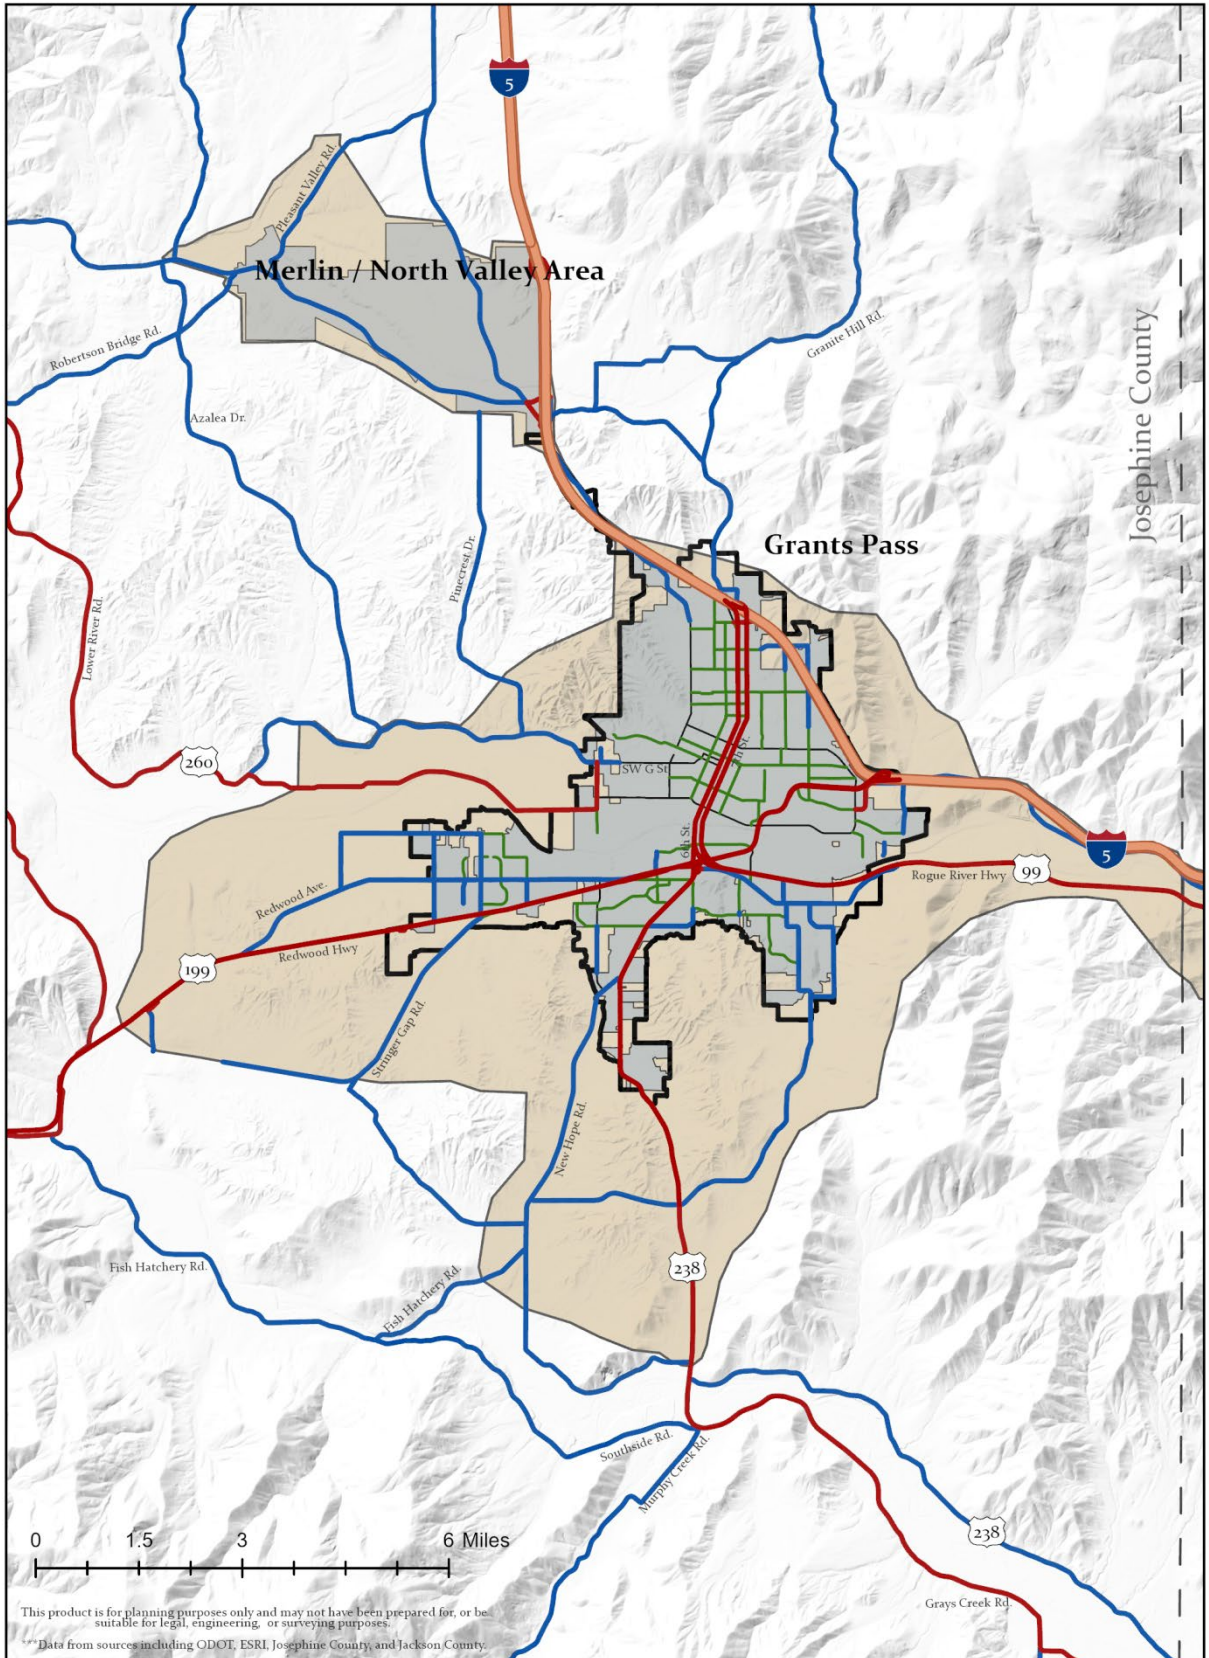 5
Pleasant Valley Rd.
Merlin / North Valley Area
Granite Hill Rd.
Robertson Bridge Rd.
Josephine County
Azalea Dr.
Grants Pass
Pinecrest Dr.
Lower River Rd.
7th St.
260
SW G St
6th St.
5
Rogue River Hwy
99
Redwood Ave.
Redwood Hwy
199
Stringer Gap Rd.
New Hope Rd.
Fish Hatchery Rd.
238
Fish Hatchery Rd.
Southside Rd.
Murphy Creek Rd.
238
0 1.5 3 6 Miles
Grays Creek Rd.
This product is for planning purposes only and may not have been prepared for, or be
suitable for legal, engineering, or surveying purposes.
***Data from sources including ODOT, ESRI, Josephine County, and Jackson County.